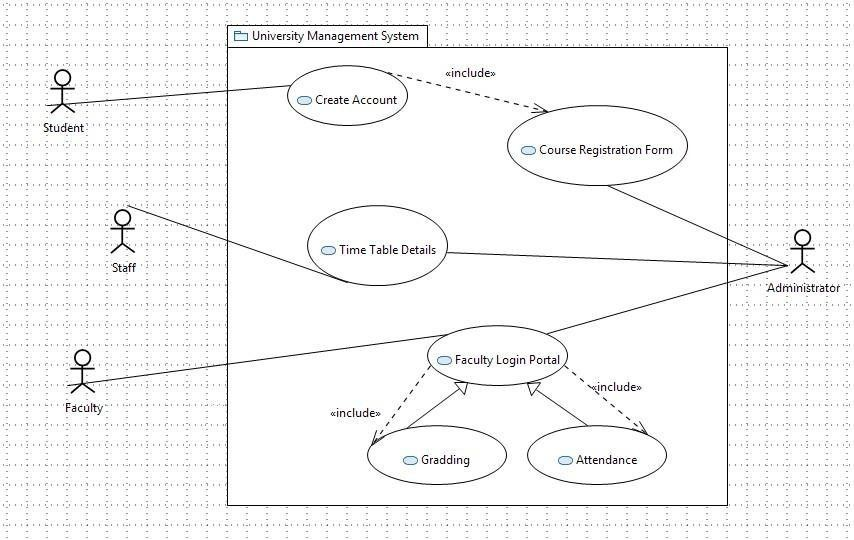 University Management System
«include»
Create Account
Student
Course Registration Form
Time Table Details
Staff
Administrator
Faculty Login Portal
«include»
Faculty
«include»
Gradding
Attendance